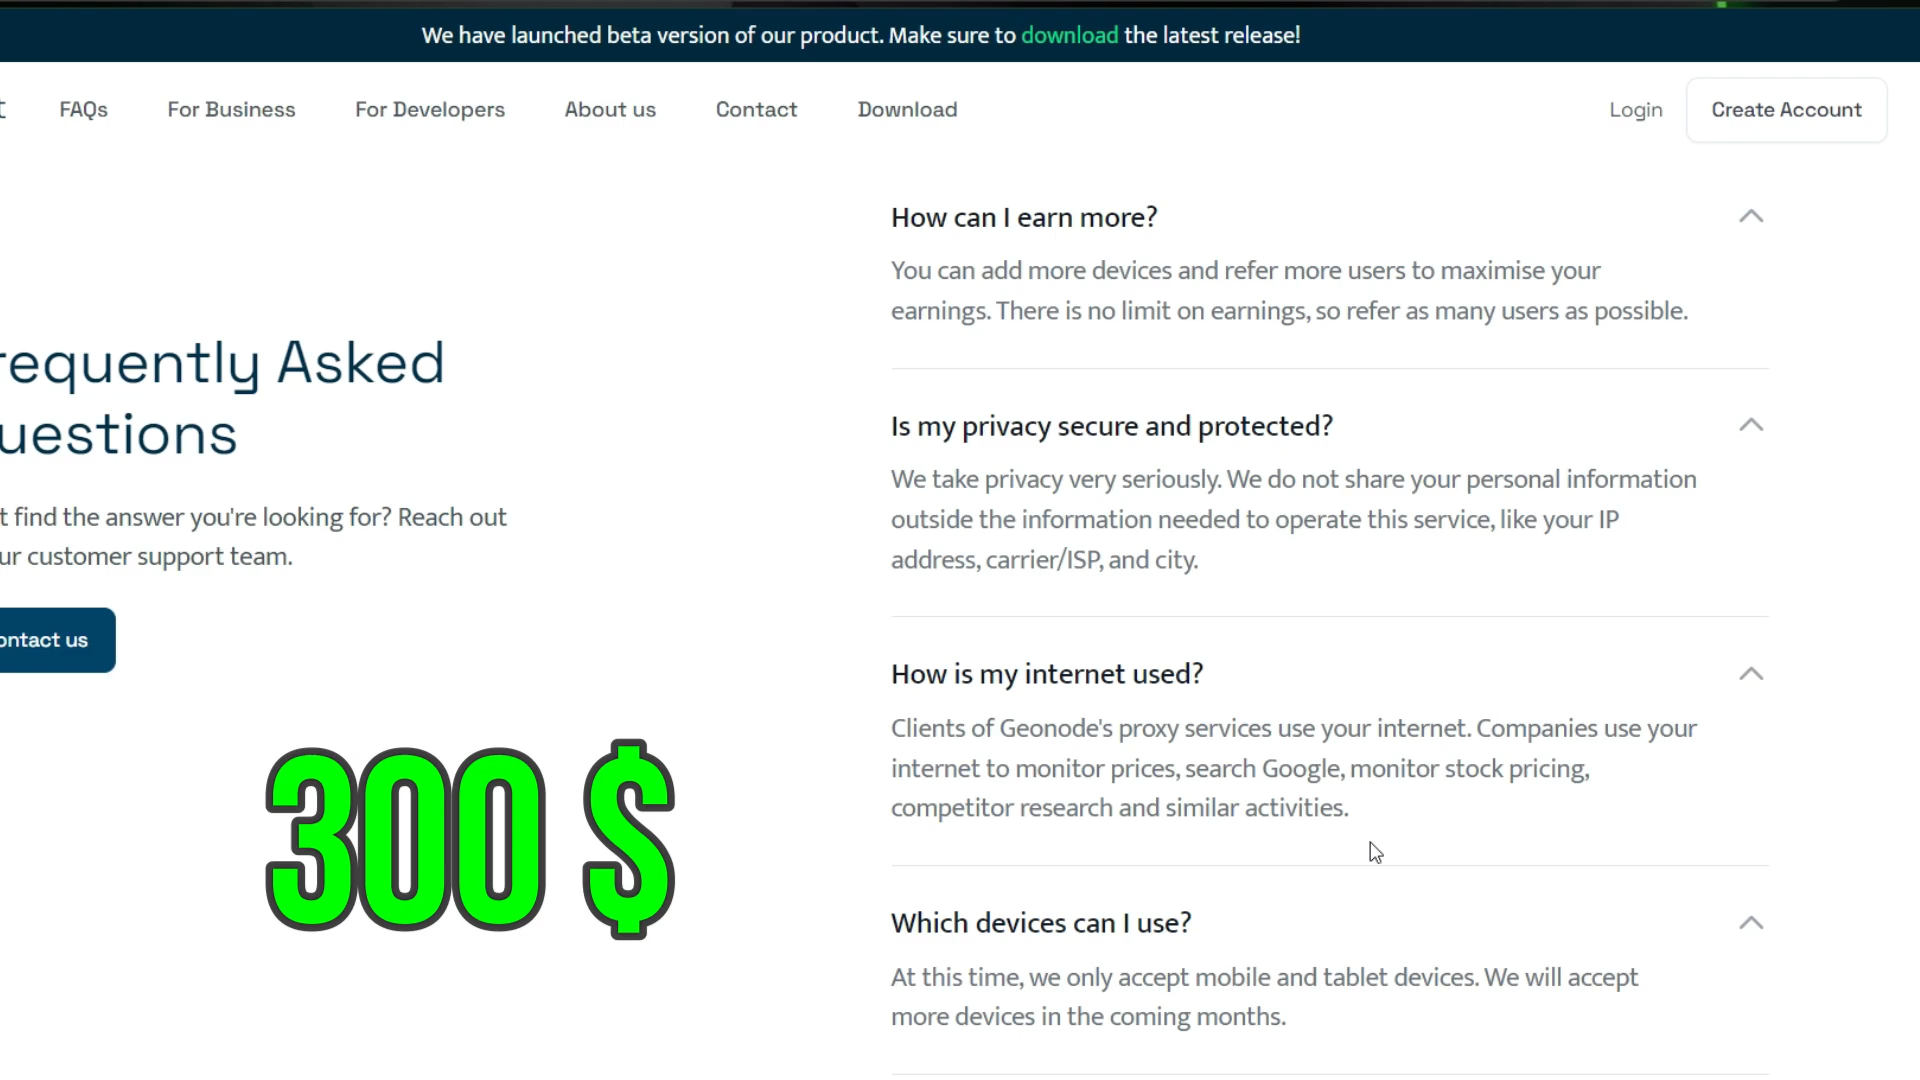 We have launched beta version of our product. Make sure to download the latest release!
t FAQs For Business For Developers About us Contact Download Login Create Account
requently Asked
uestions
t find the answer you're looking for? Reach out
ur customer support team.
ontact us
300 $
How can I earn more?
You can add more devices and refer more users to maximise your
earnings. There is no limit on earnings, so refer as many users as possible.
Is my privacy secure and protected?
We take privacy very seriously. We do not share your personal information
outside the information needed to operate this service, like your IP
address, carrier/ISP, and city.
How is my internet used?
Clients of Geonode's proxy services use your internet. Companies use your
internet to monitor prices, search Google, monitor stock pricing,
competitor research and similar activities.
Which devices can I use?
At this time, we only accept mobile and tablet devices. We will accept
more devices in the coming months.